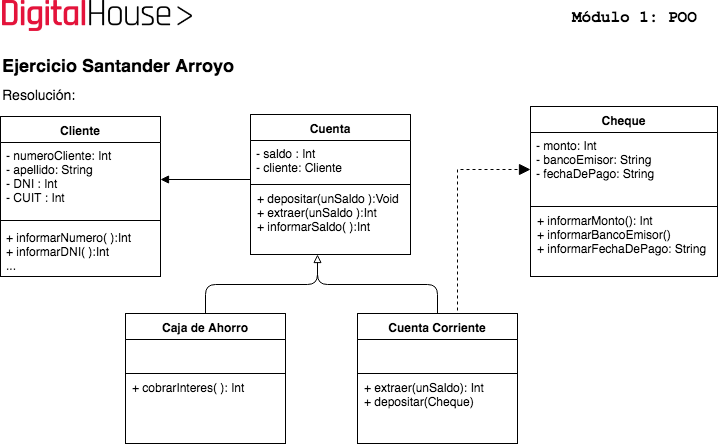 DigitalHouse>
Módulo 1: POO
Ejercicio Santander Arroyo
Resolución:
Cliente
- numeroCliente: Int
- apellido: String
- DNI : Int
- CUIT : Int
+ informarNumero( ):Int
+ informarDNI( ):Int
...
Cuenta
- saldo : Int
- cliente: Cliente
+ depositar(unSaldo ):Void
+ extraer(unSaldo ):Int
+ informarSaldo( ):Int
Cheque
- monto: Int
- bancoEmisor: String
- fechaDePago: String
+ informarMonto(): Int
+ informarBancoEmisor()
+ informarFechaDePago: String
Caja de Ahorro
+ cobrarInteres( ): Int
Cuenta Corriente
+ extraer(unSaldo): Int
+ depositar(Cheque)